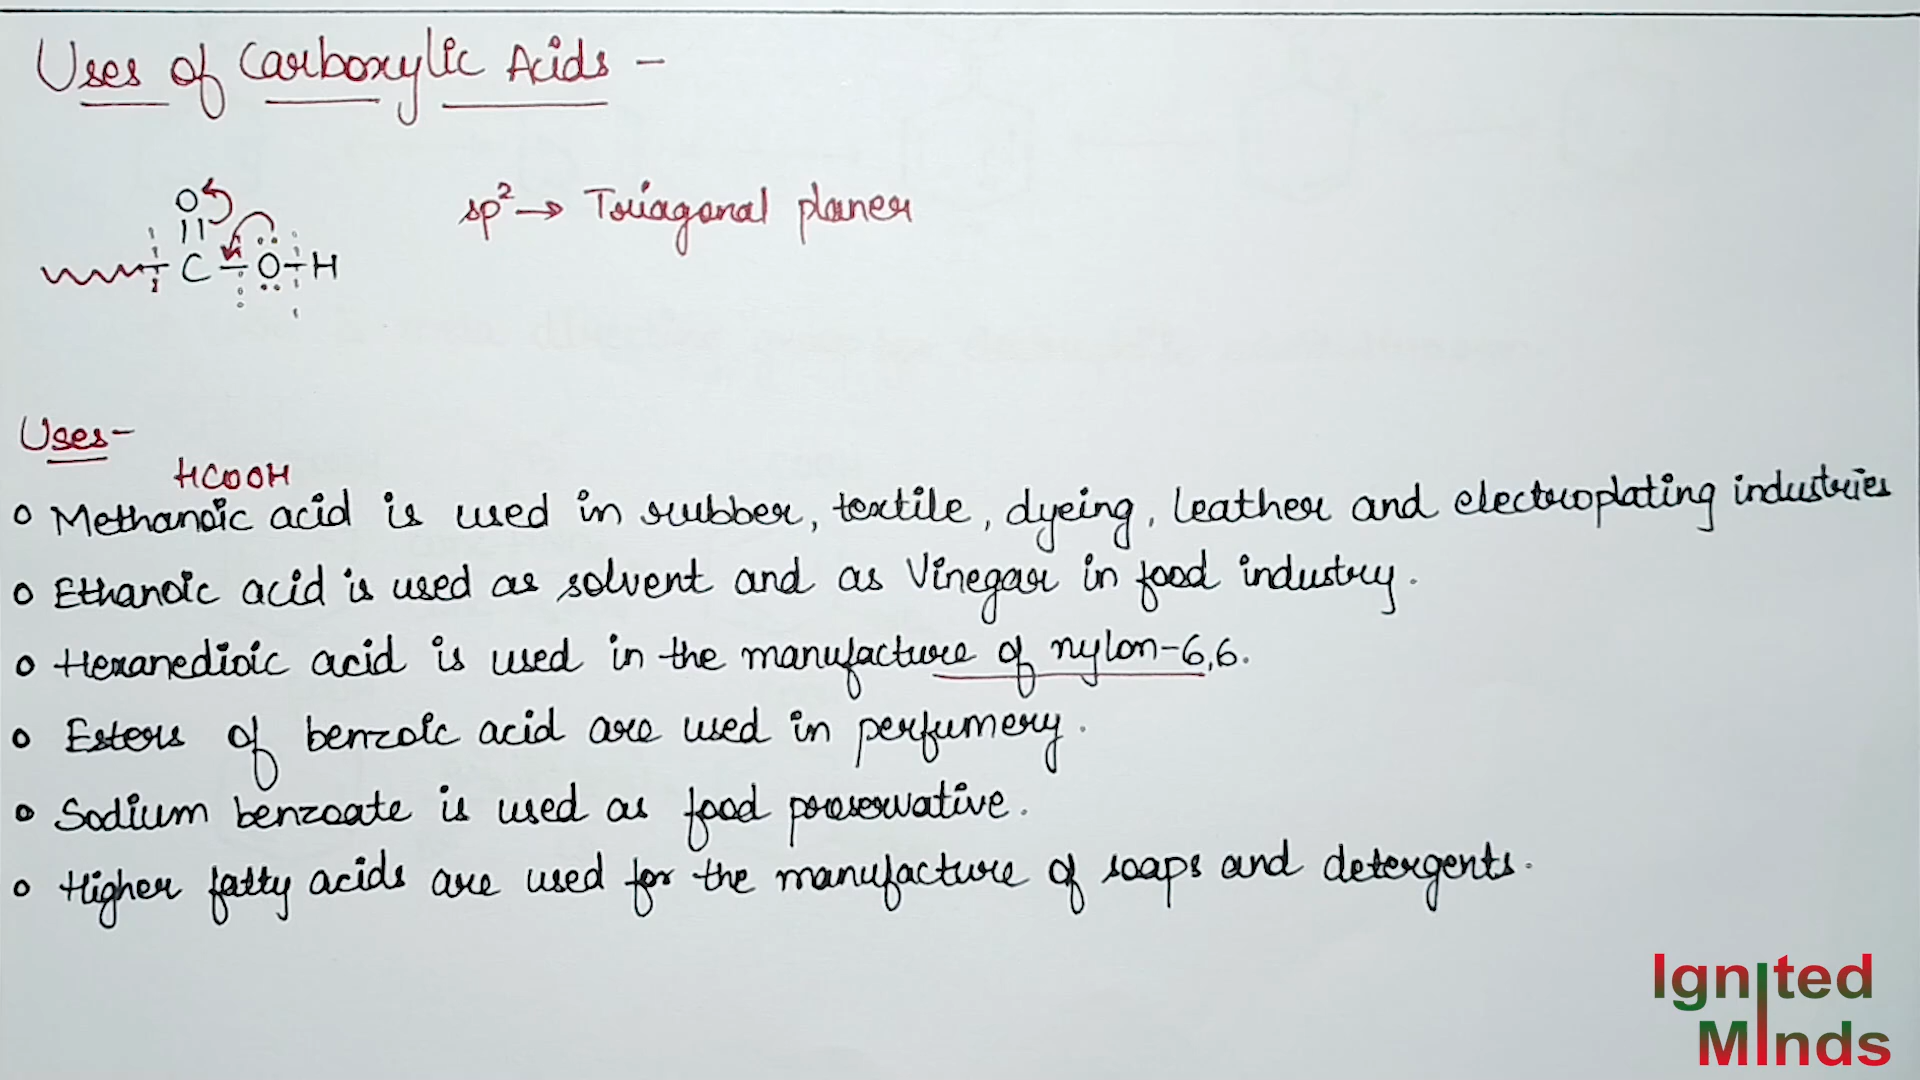 Uses of Carboxylic Acids -
sp² → Triagonal planer
O
C - O - H
Uses -
HCOOH
Methanoic acid is used in rubber, textile, dyeing, leather and electroplating industries
Ethanoic acid is used as solvent and as Vinegar in food industry.
Hexanedioic acid is used in the manufacture of nylon-6,6.
Esters of benzoic acid are used in perfumery.
Sodium benzoate is used as food preservative.
Higher fatty acids are used for the manufacture of soaps and detergents.
Ignited
Minds